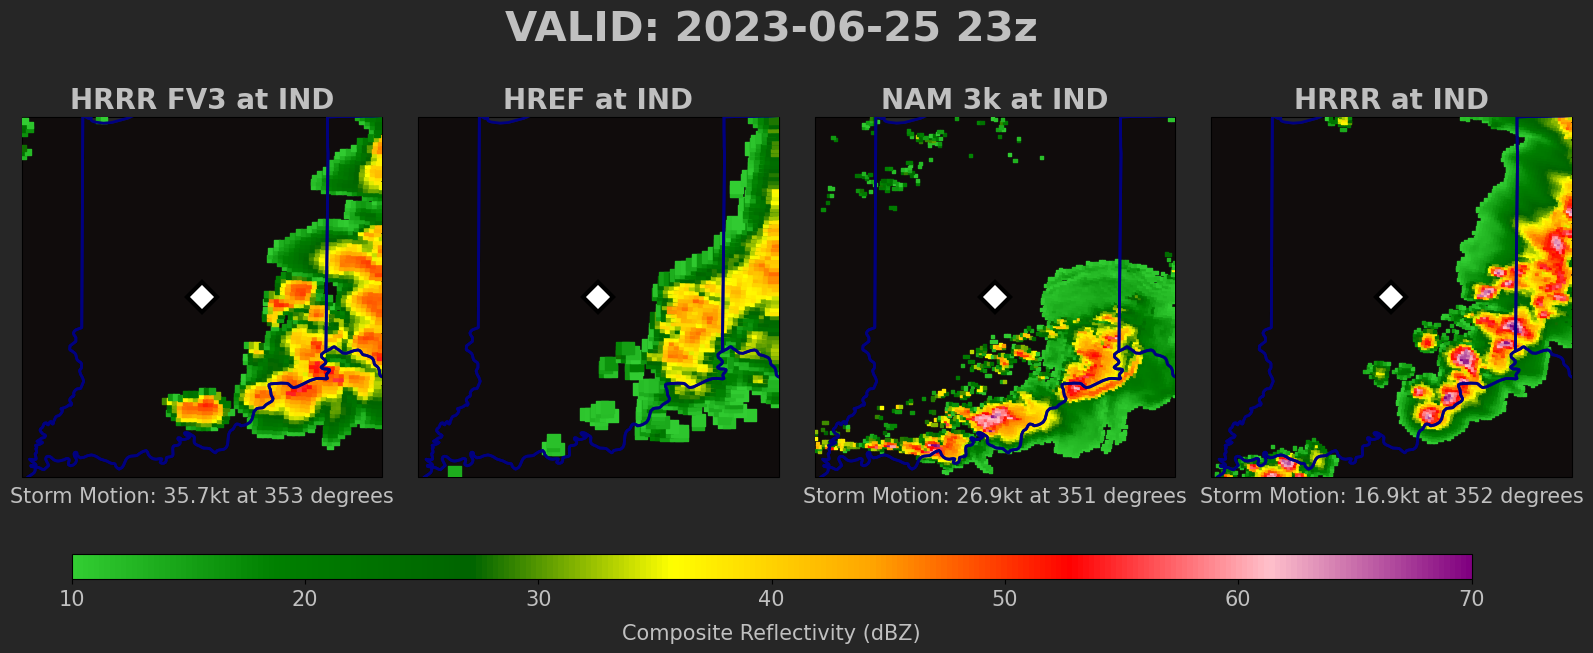 VALID: 2023-06-25 23z
HRRR FV3 at IND
HREF at IND
NAM 3k at IND
HRRR at IND
Storm Motion: 35.7kt at 353 degrees
Storm Motion: 26.9kt at 351 degrees
Storm Motion: 16.9kt at 352 degrees
10 20 30 40 50 60 70
Composite Reflectivity (dBZ)